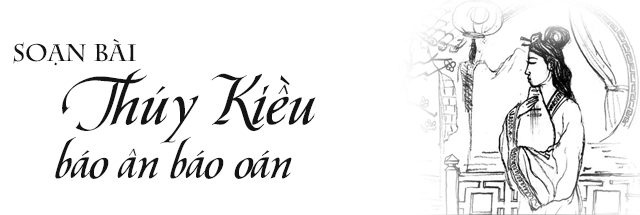 SOẠN BÀI
Thúy Kiều
báo ân báo oán